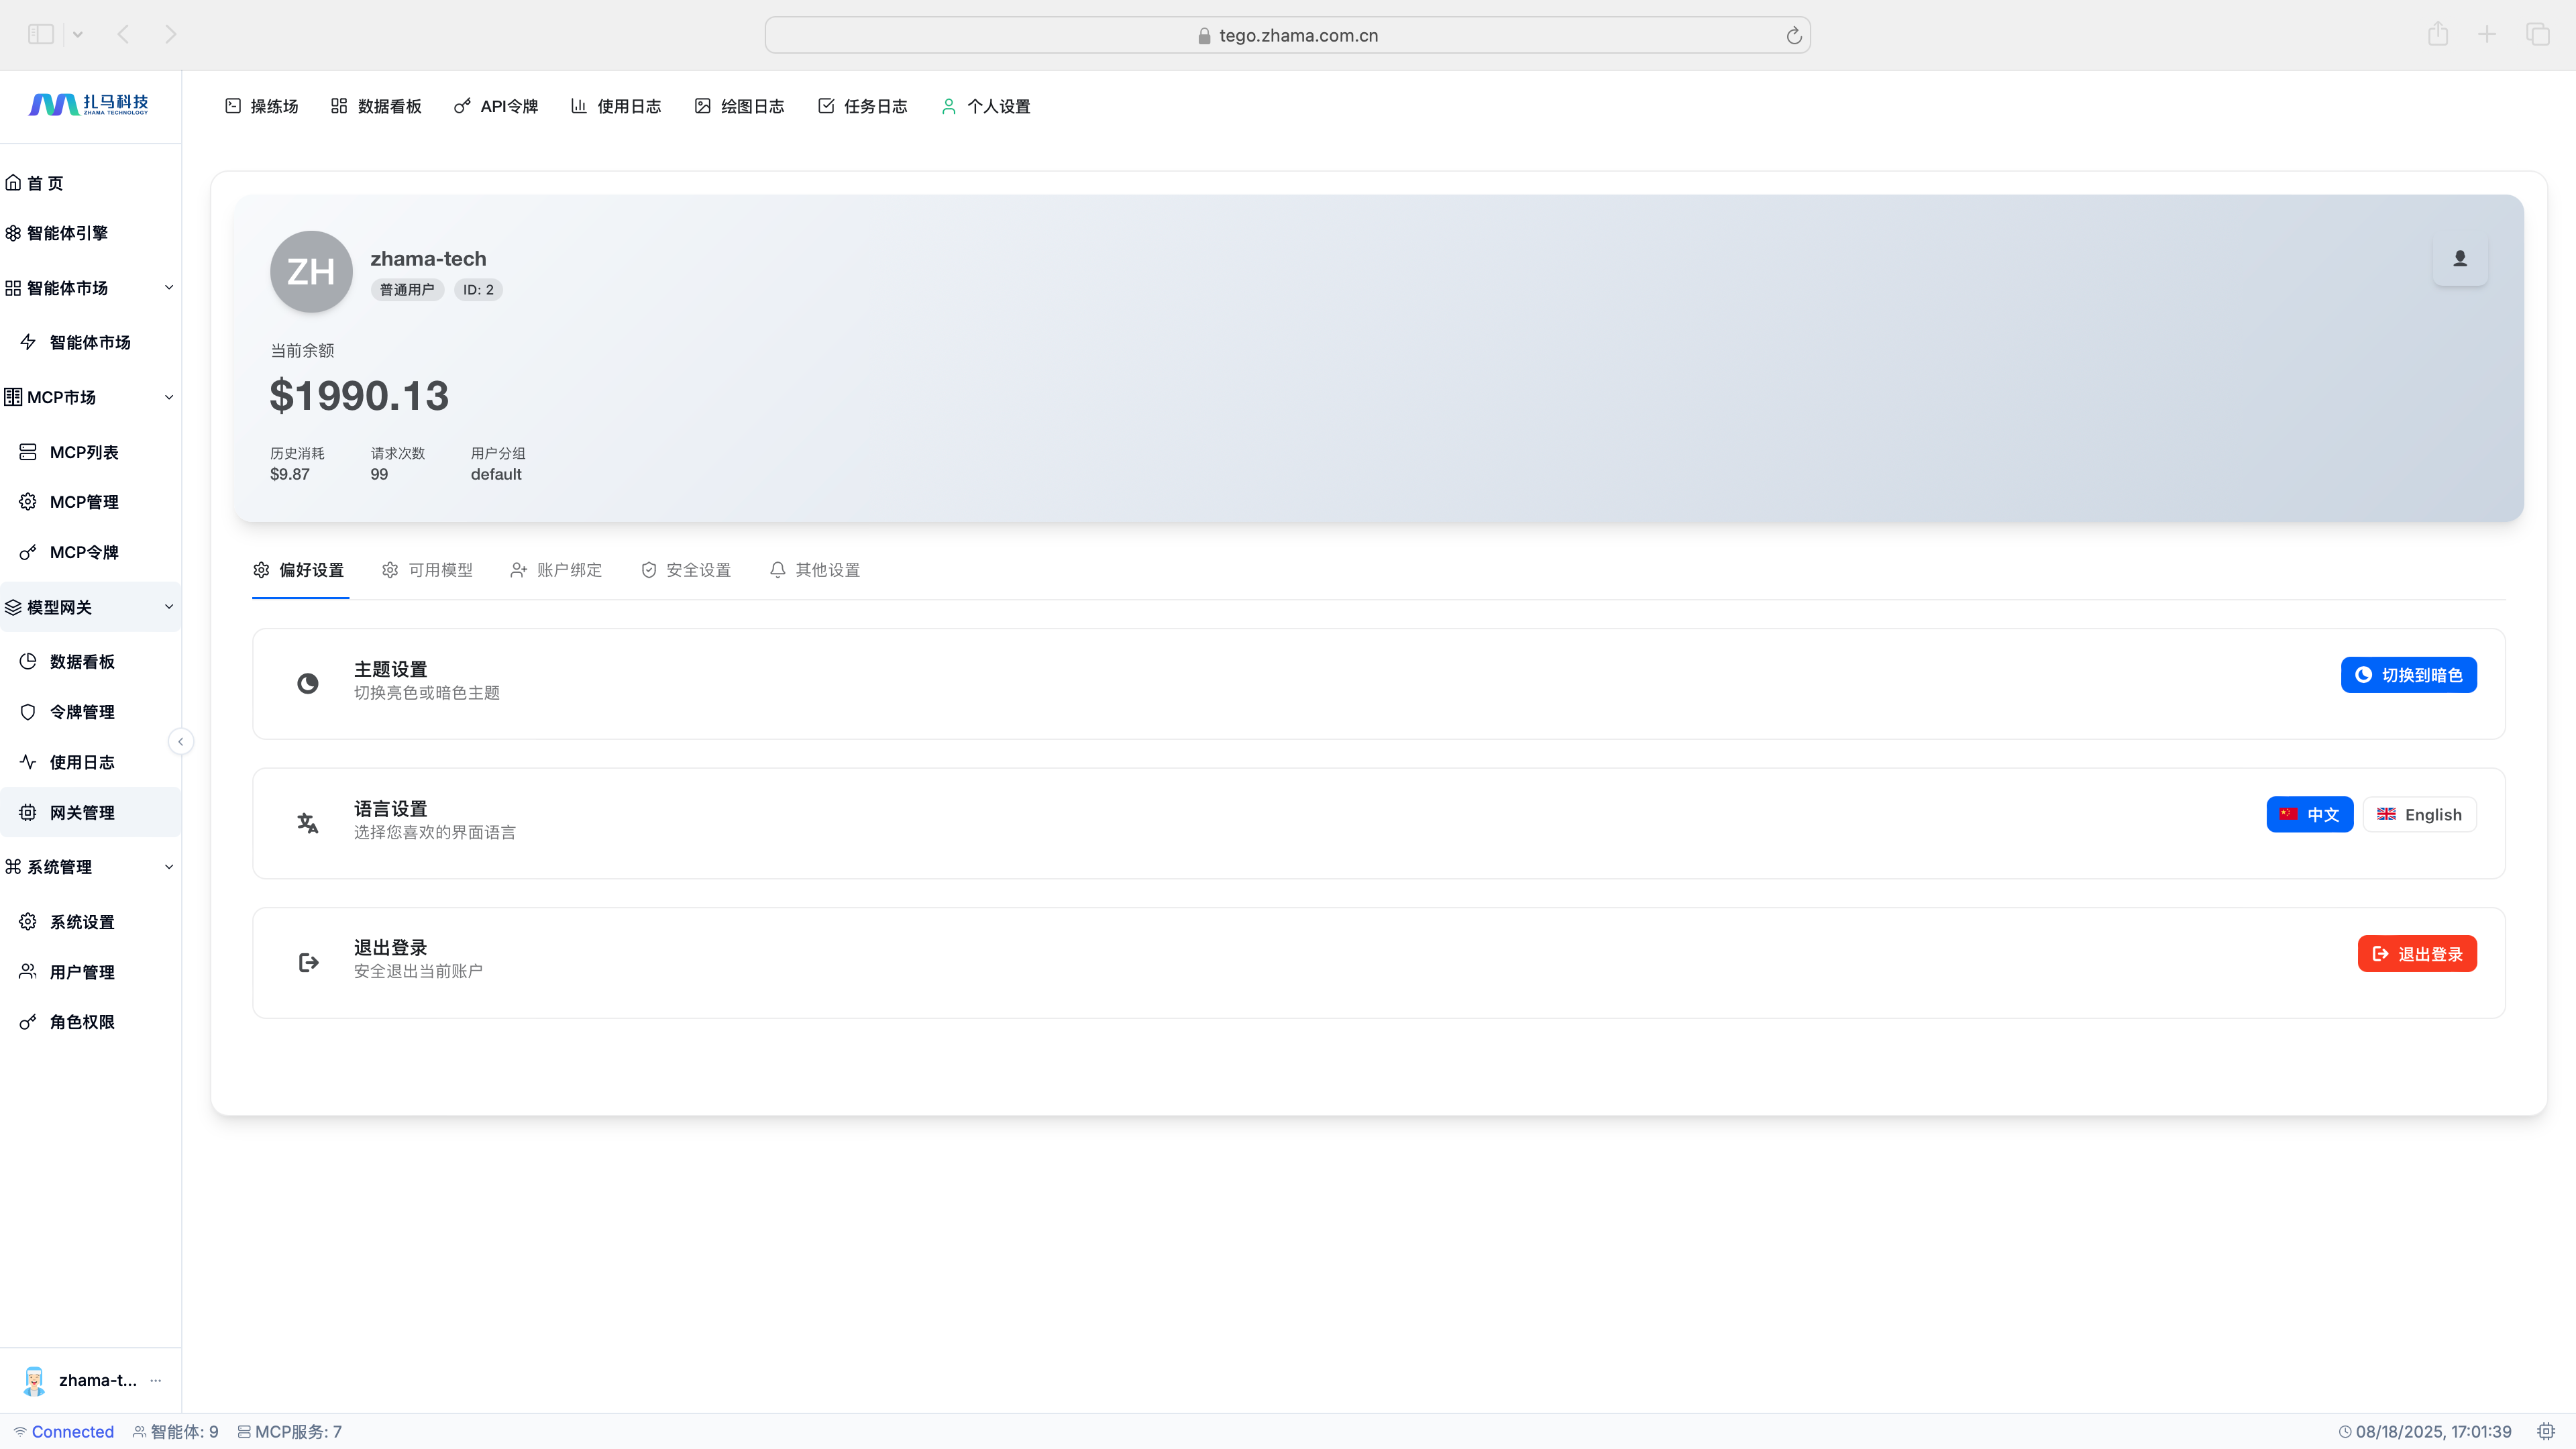 tego.zhama.com.cn
扎马科技
ZHAMA TECHNOLOGY
操练场
数据看板
API令牌
使用日志
绘图日志
任务日志
个人设置
首 页
智能体引擎
智能体市场
智能体市场
MCP市场
MCP列表
MCP管理
MCP令牌
模型网关
数据看板
令牌管理
使用日志
网关管理
系统管理
系统设置
用户管理
角色权限
zhama-t...
ZH
zhama-tech
普通用户
ID: 2
当前余额
$1990.13
历史消耗
$9.87
请求次数
99
用户分组
default
偏好设置
可用模型
账户绑定
安全设置
其他设置
主题设置
切换亮色或暗色主题
切换到暗色
语言设置
选择您喜欢的界面语言
中文
English
退出登录
安全退出当前账户
退出登录
Connected
智能体: 9
MCP服务: 7
08/18/2025, 17:01:39